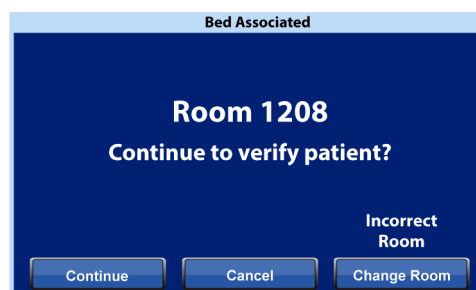 Bed Associated
Room 1208
Continue to verify patient?
Incorrect
Room
Continue
Cancel
Change Room